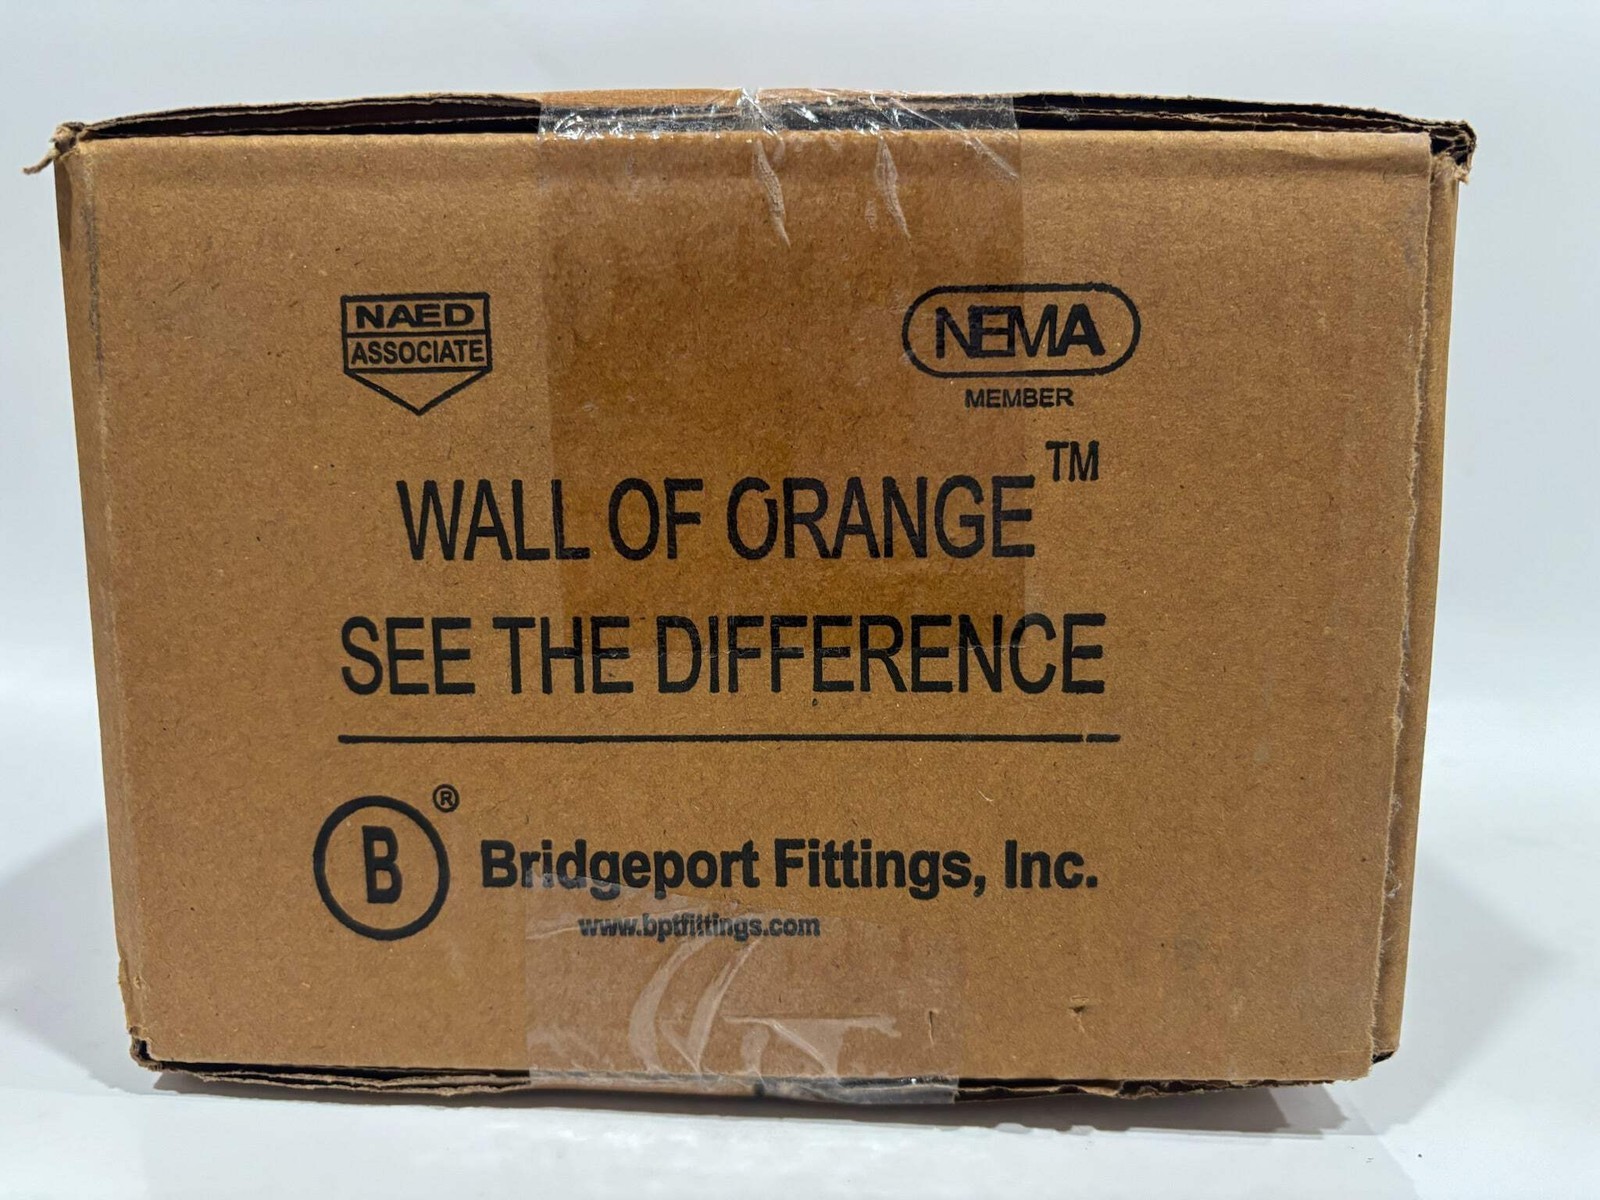 NAED
ASSOCIATE
NEMA
MEMBER
WALL OF ORANGE™
SEE THE DIFFERENCE
B®
Bridgeport Fittings, Inc.
www.bptfittings.com